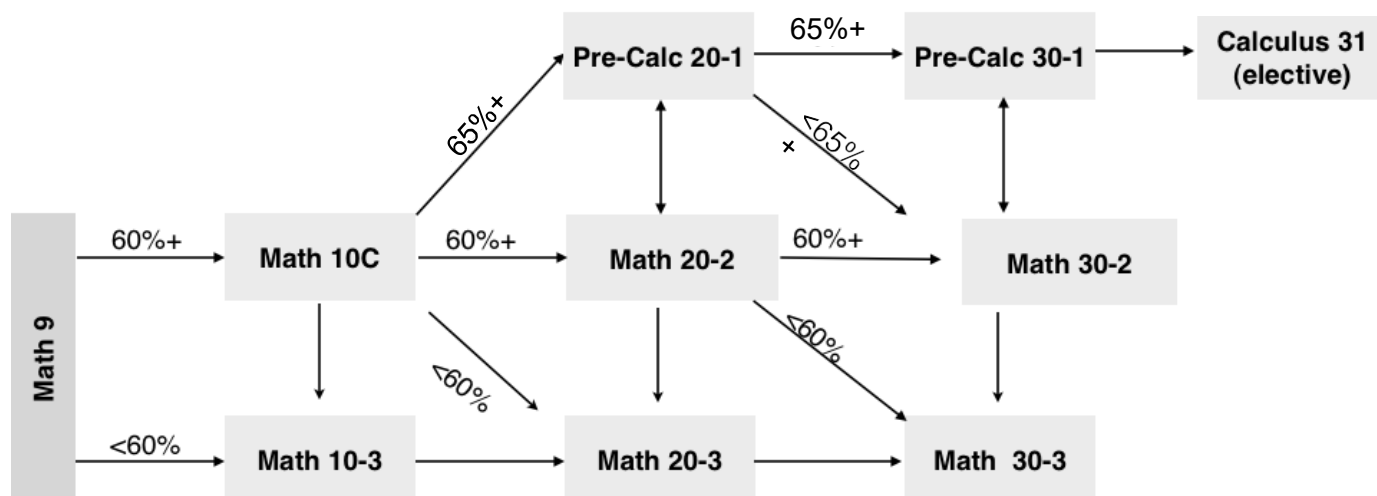 65%+
Pre-Calc 20-1
65%+
Pre-Calc 30-1
Calculus 31
(elective)
<65%
+
Math 9
60%+
Math 10C
60%+
Math 20-2
60%+
Math 30-2
<60%
<60%
<60%
Math 10-3
Math 20-3
Math 30-3